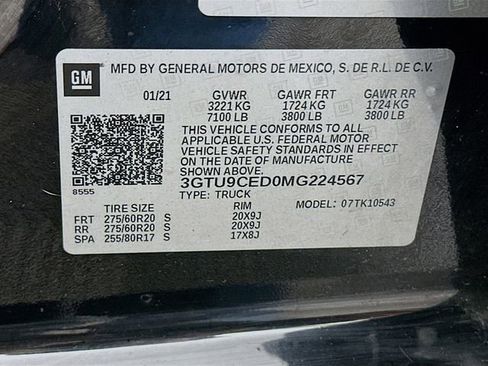 GM
MFD BY GENERAL MOTORS DE MEXICO, S. DE R.L. DE C.V.
01/21 GVWR GAWR FRT GAWR RR
3221 KG 1724 KG 1724 KG
7100 LB 3800 LB 3800 LB
THIS VEHICLE CONFORMS TO ALL
APPLICABLE U.S. FEDERAL MOTOR
VEHICLE SAFETY STANDARDS IN EFFECT
ON THE DATE OF MANUFACTURE
SHOWN ABOVE.
3GTU9CED0MG224567
8555
TYPE: TRUCK
MODEL: 07TK10543
TIRE SIZE RIM
FRT 275/60R20 S 20X9J
RR 275/60R20 S 20X9J
SPA 255/80R17 S 17X8J